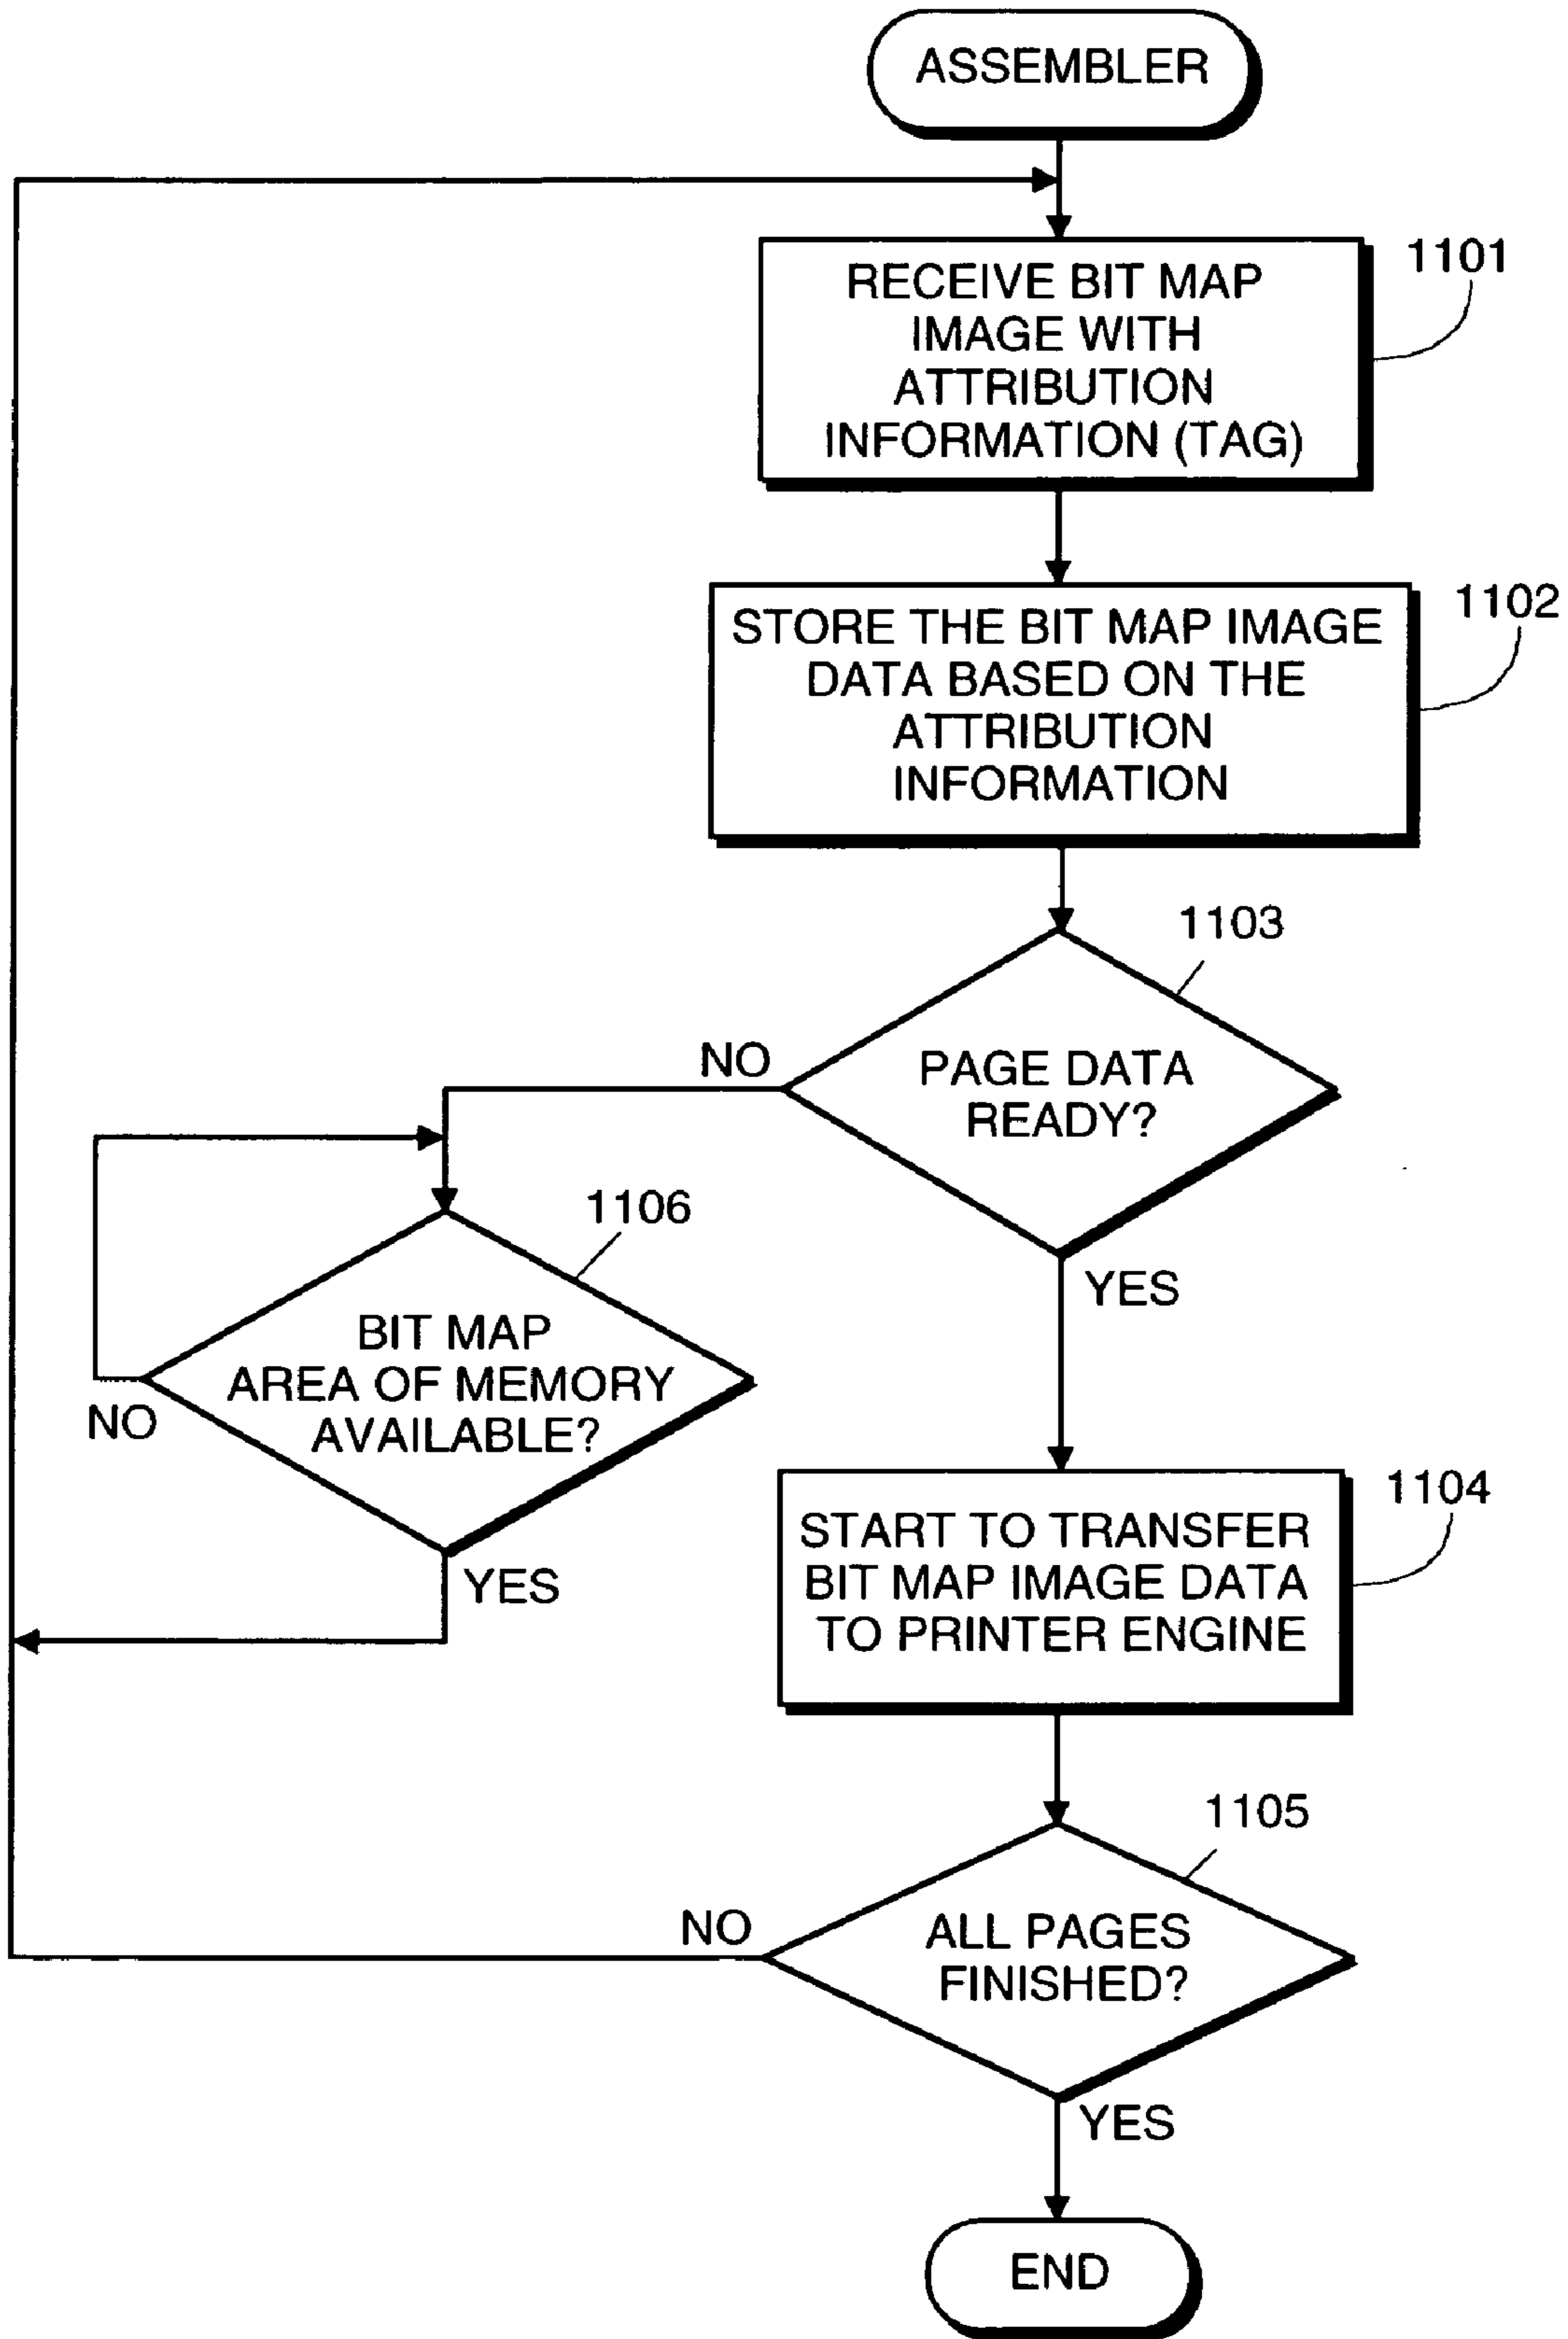 ASSEMBLER
1101
RECEIVE BIT MAP
IMAGE WITH
ATTRIBUTION
INFORMATION (TAG)
1102
STORE THE BIT MAP IMAGE
DATA BASED ON THE
ATTRIBUTION
INFORMATION
1103
NO
PAGE DATA
READY?
YES
1106
BIT MAP
AREA OF MEMORY
AVAILABLE?
NO
YES
1104
START TO TRANSFER
BIT MAP IMAGE DATA
TO PRINTER ENGINE
1105
NO
ALL PAGES
FINISHED?
YES
END